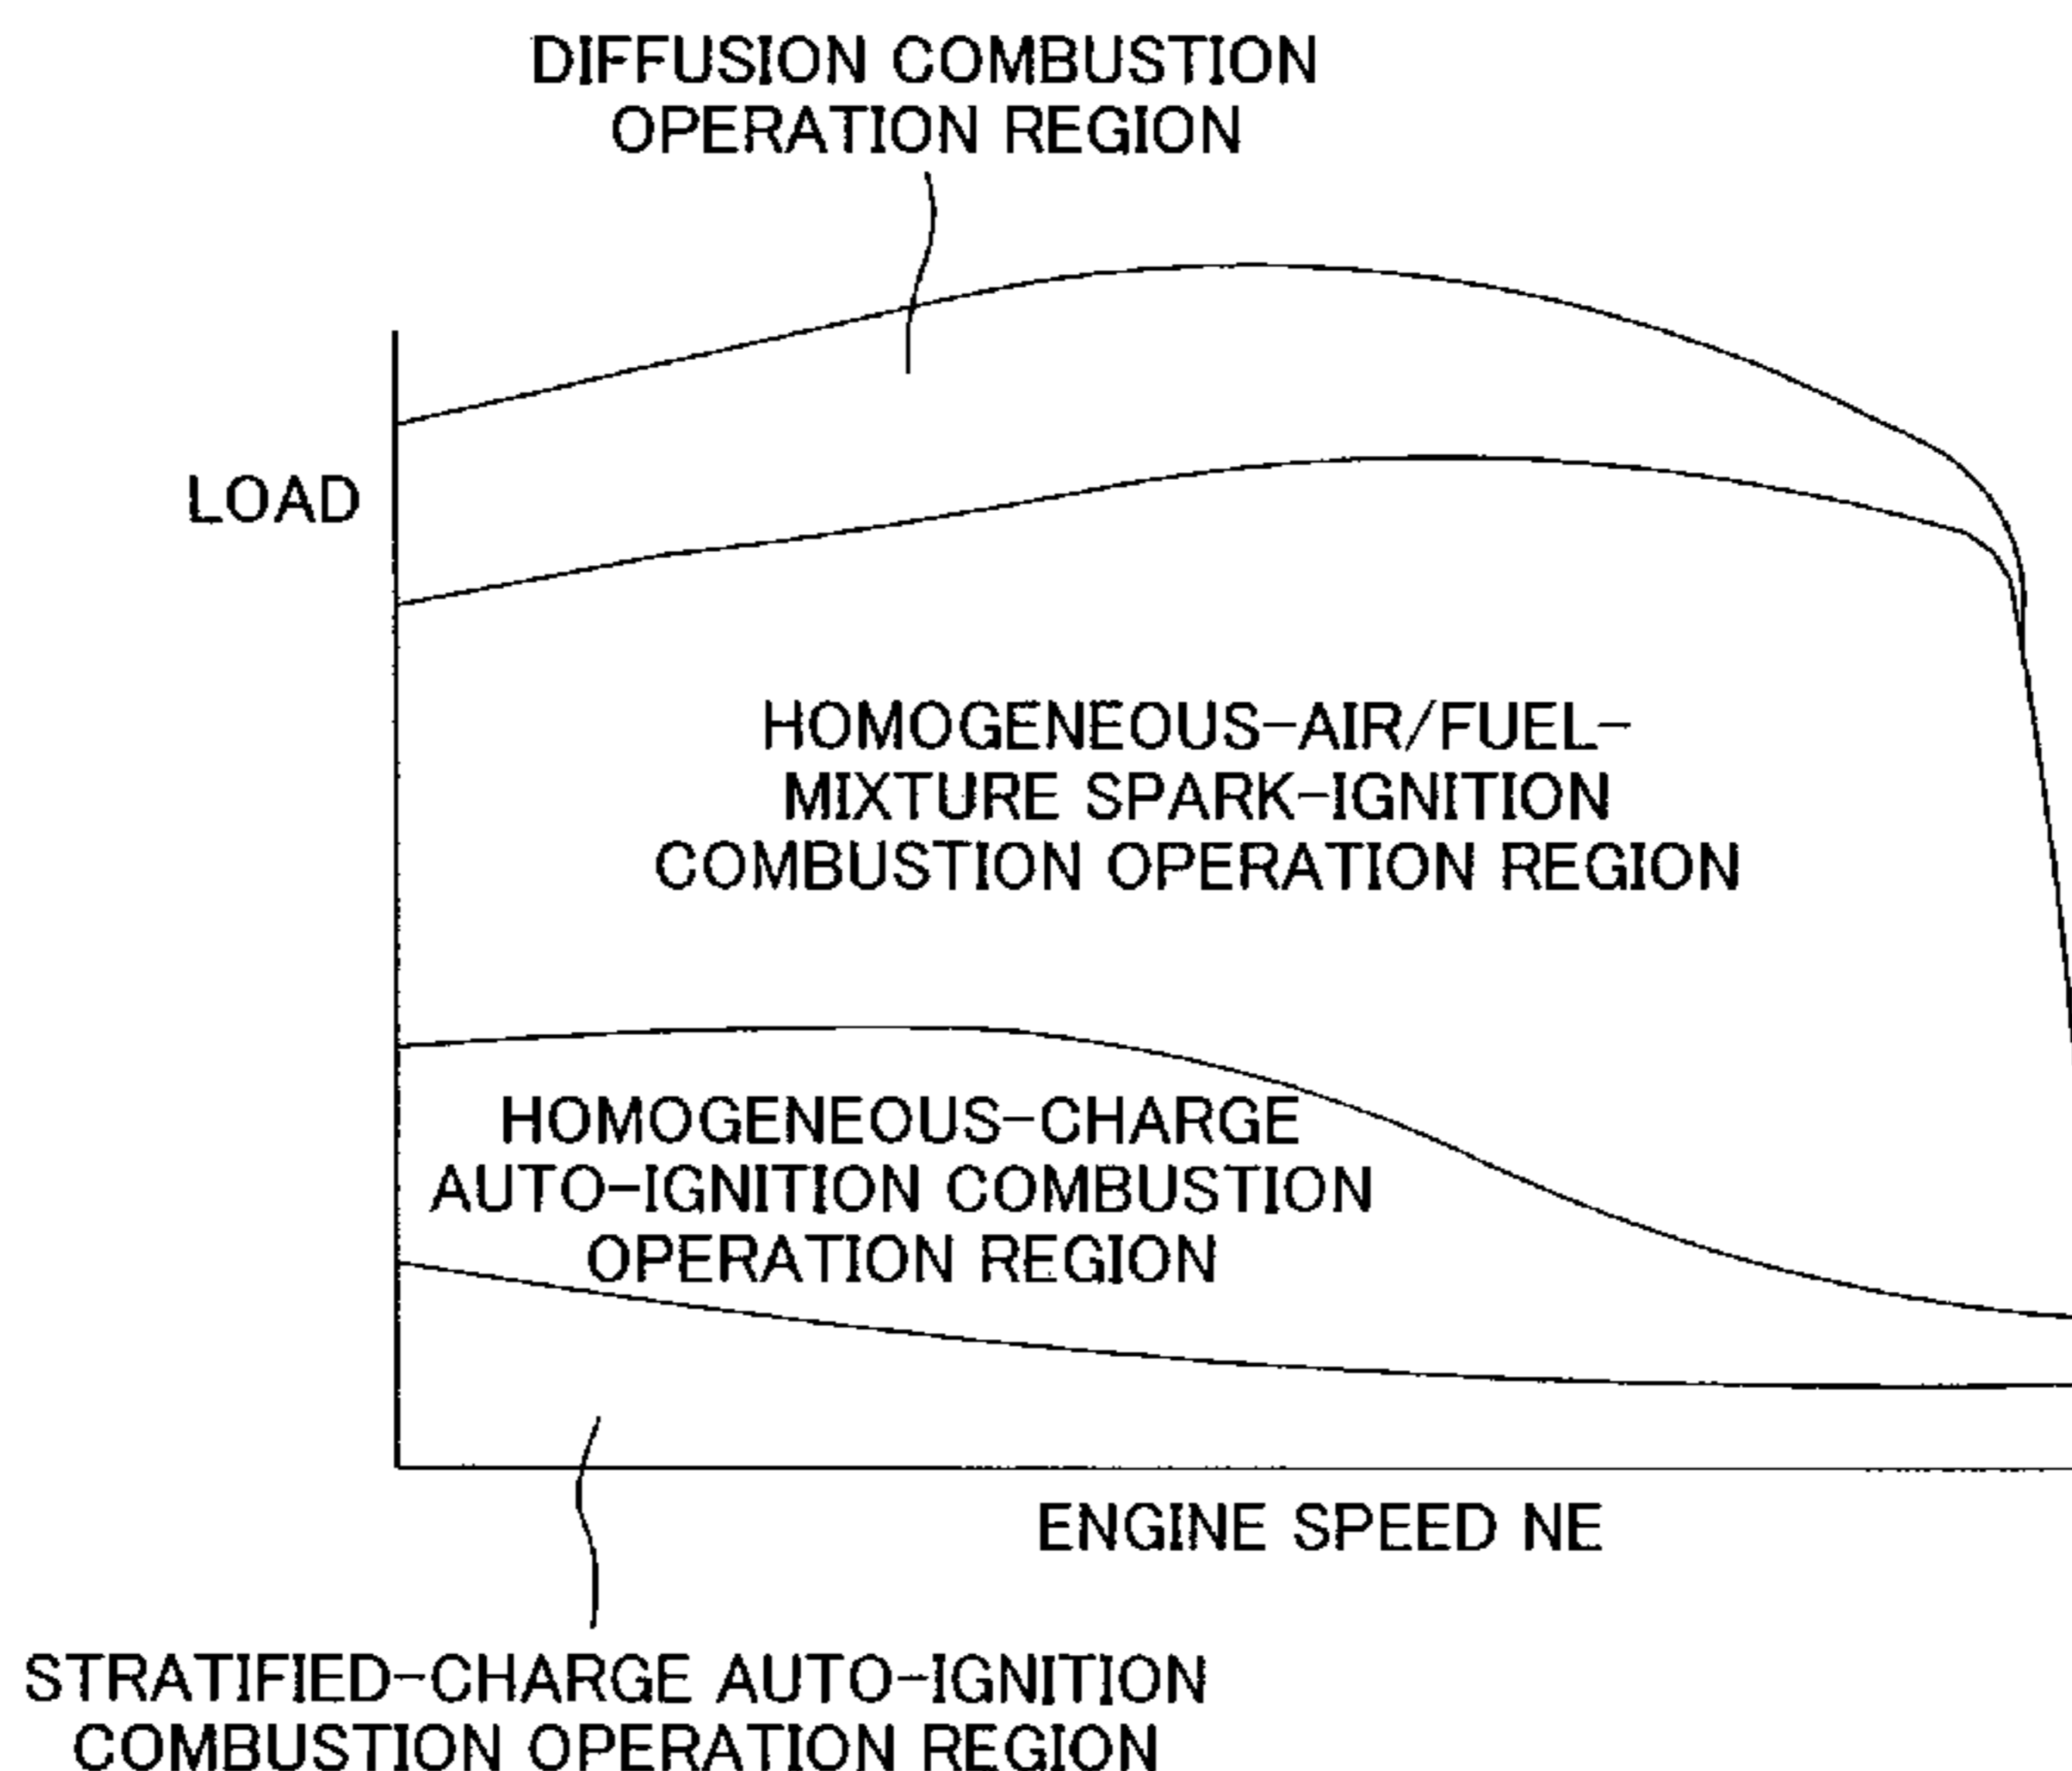 DIFFUSION COMBUSTION
OPERATION REGION
LOAD
HOMOGENEOUS-AIR/FUEL-
MIXTURE SPARK-IGNITION
COMBUSTION OPERATION REGION
HOMOGENEOUS-CHARGE
AUTO-IGNITION COMBUSTION
OPERATION REGION
ENGINE SPEED NE
STRATIFIED-CHARGE AUTO-IGNITION
COMBUSTION OPERATION REGION